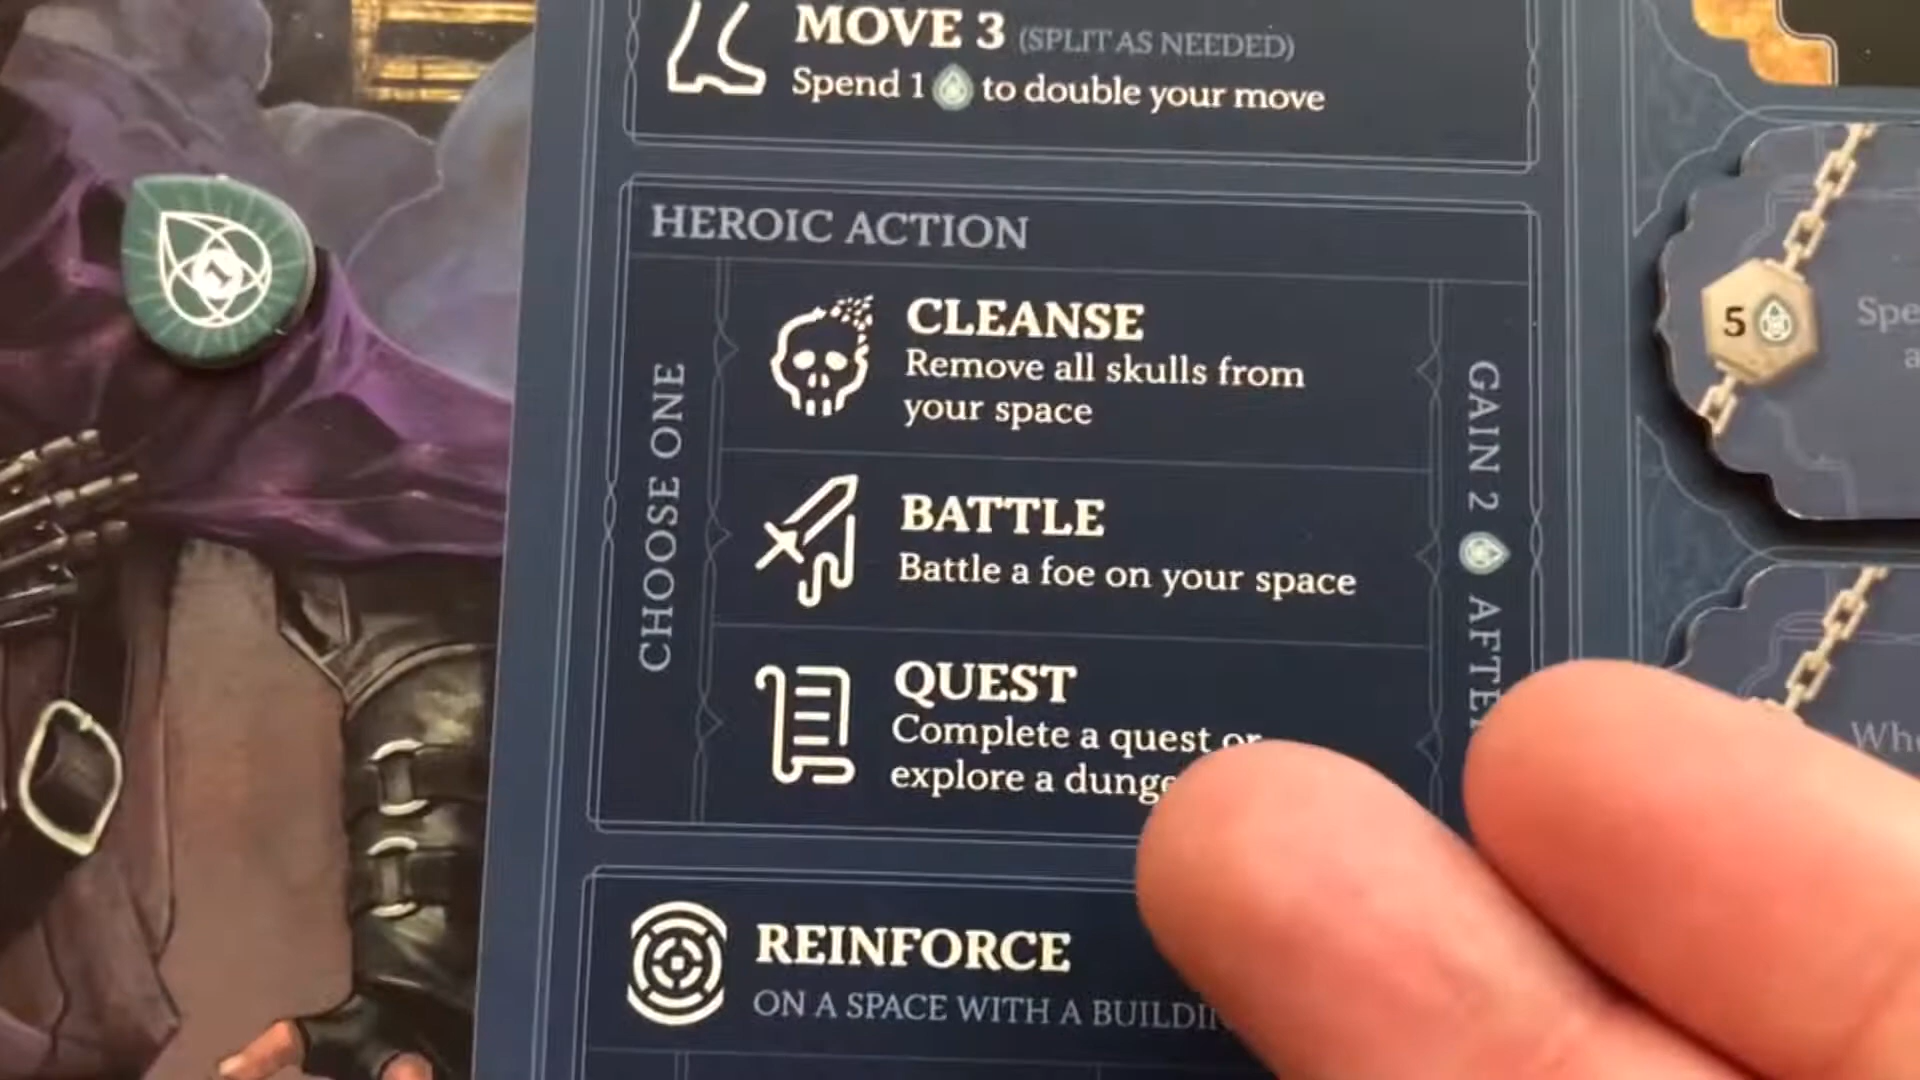 MOVE 3 (SPLIT AS NEEDED)
Spend 1 to double your move
1
HEROIC ACTION
CHOOSE ONE
CLEANSE
Remove all skulls from
your space
BATTLE
Battle a foe on your space
QUEST
Complete a quest or
explore a
GAIN 2
REINFORCE
ON A SPACE WITH A
5